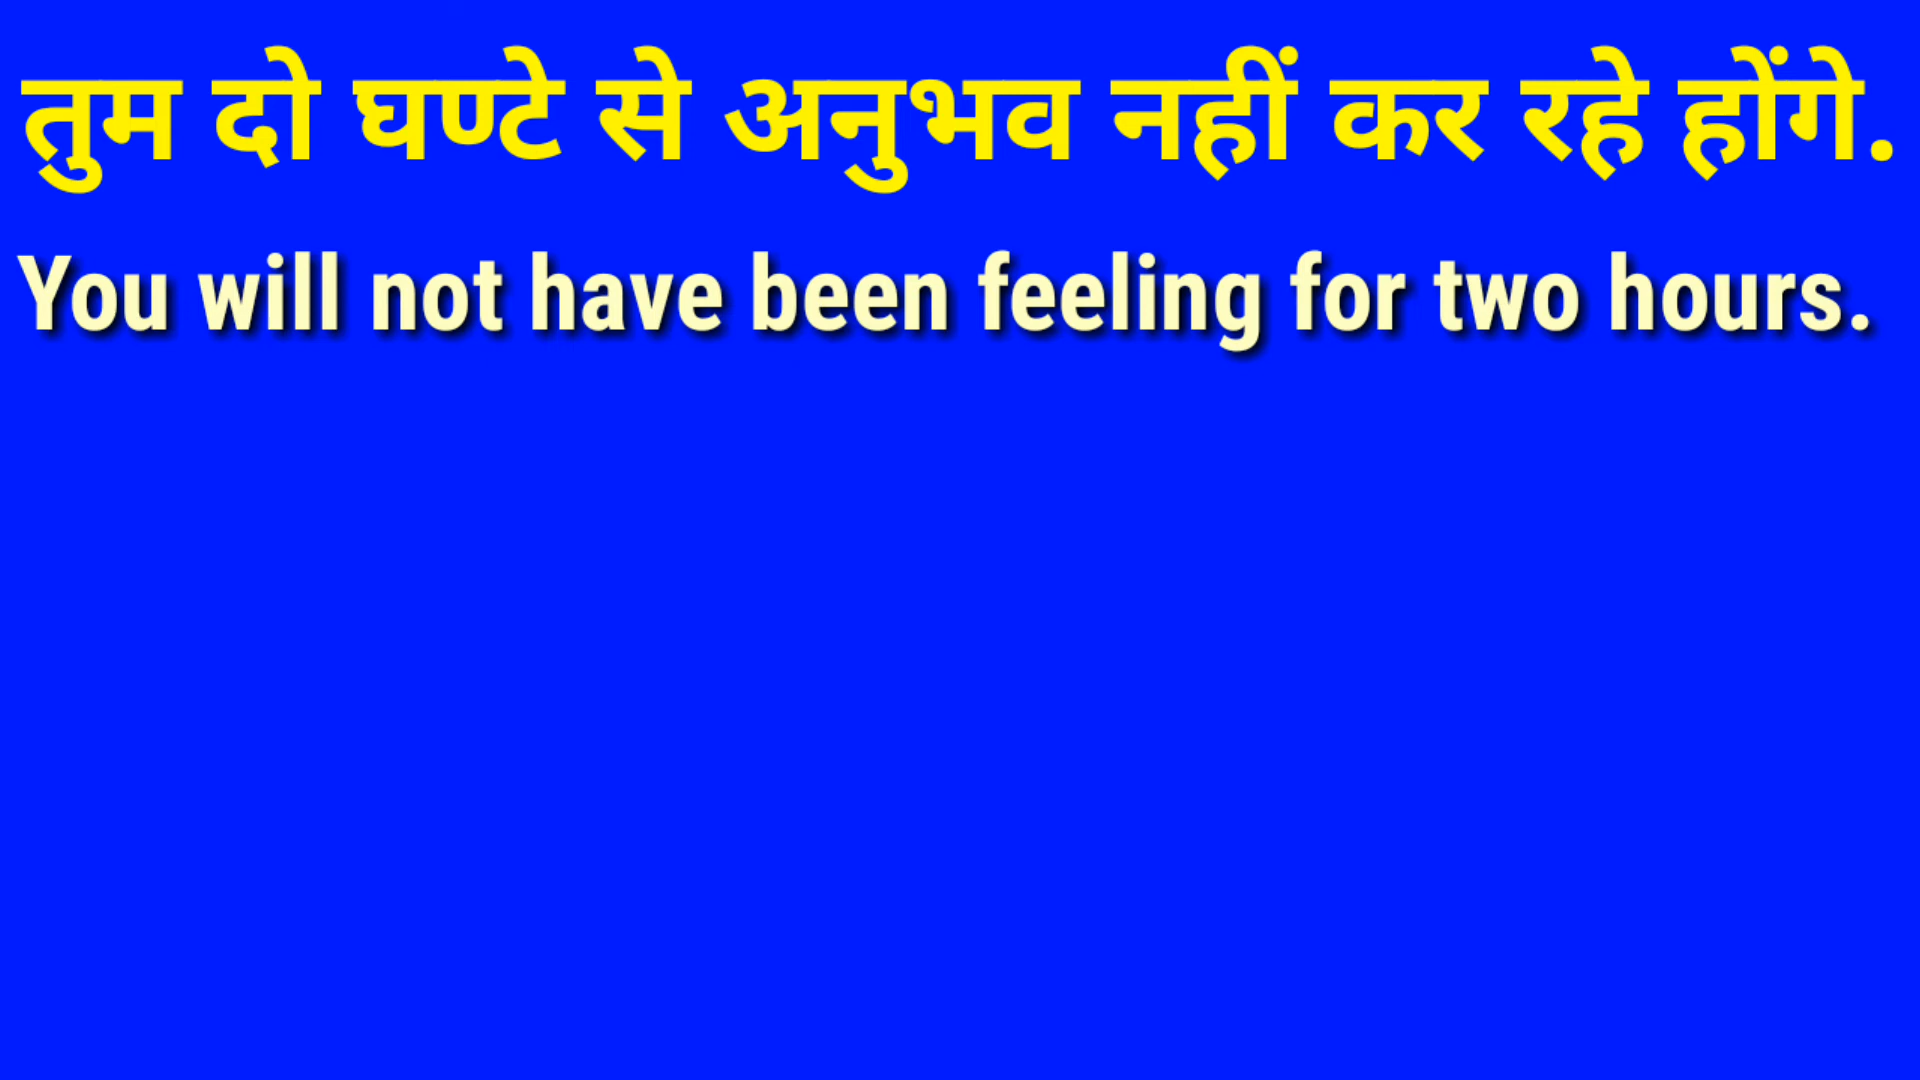 तुम दो घण्टे से अनुभव नहीं कर रहे होंगे.
You will not have been feeling for two hours.